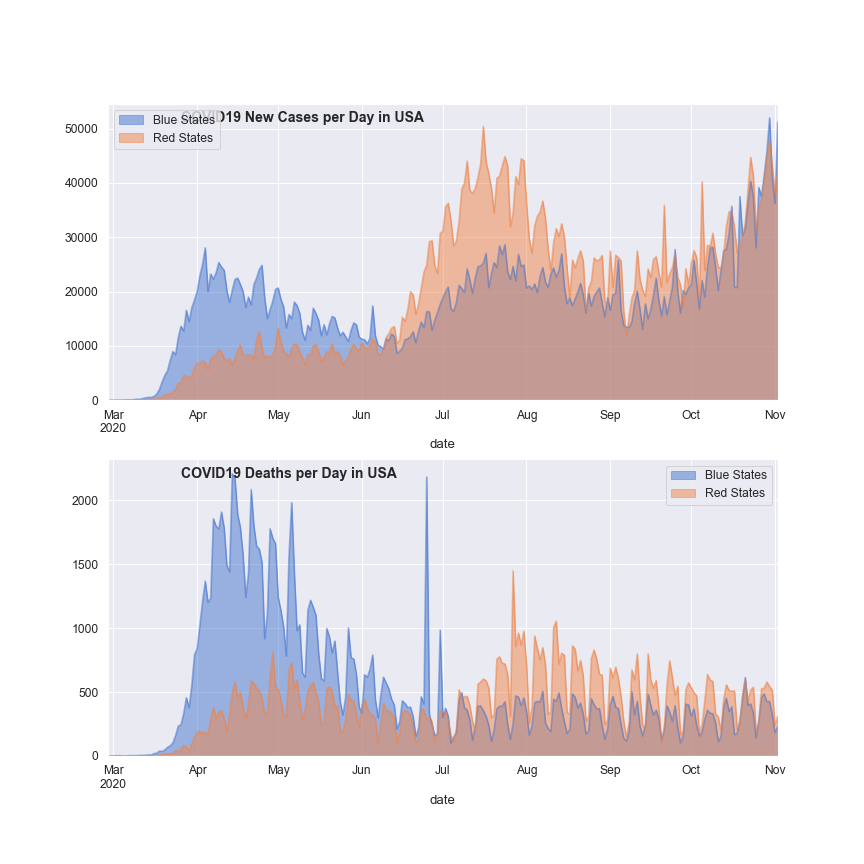 COVID19 New Cases per Day in USA
Blue States
Red States
50000
40000
30000
20000
10000
0
Mar Apr May Jun Jul Aug Sep Oct Nov
2020
date
COVID19 Deaths per Day in USA
Blue States
Red States
2000
1500
1000
500
0
Mar Apr May Jun Jul Aug Sep Oct Nov
2020
date